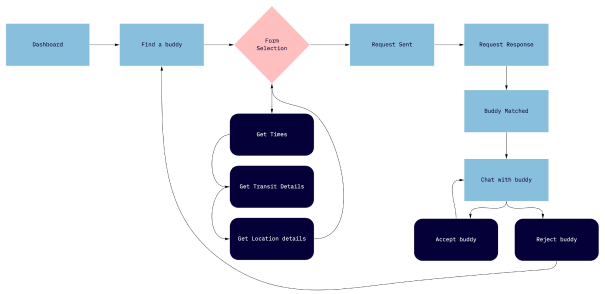 Dashboard
Find a buddy
Form
Selection
Request Sent
Request Response
Buddy Matched
Get Times
Chat with buddy
Get Transit Details
Get Location details
Accept buddy
Reject buddy